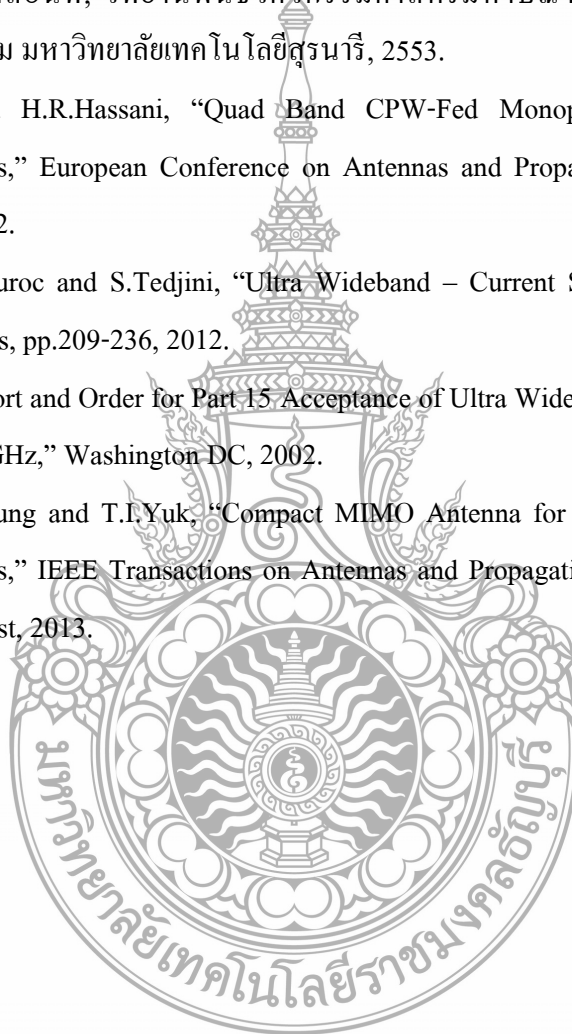 ม มหาวิทยาลัยเทคโนโลยีสุรนารี, 2553.
H.R.Hassani, “Quad Band CPW-Fed Monop
s,” European Conference on Antennas and Propa
2.
uroc and S.Tedjini, “Ultra Wideband – Current S
s, pp.209-236, 2012.
ort and Order for Part 15 Acceptance of Ultra Wide
GHz,” Washington DC, 2002.
ung and T.I.Yuk, “Compact MIMO Antenna for
s,” IEEE Transactions on Antennas and Propagati
st, 2013.
มหาวิทยาลัยเทคโนโลยีราชมงคลธัญบุรี